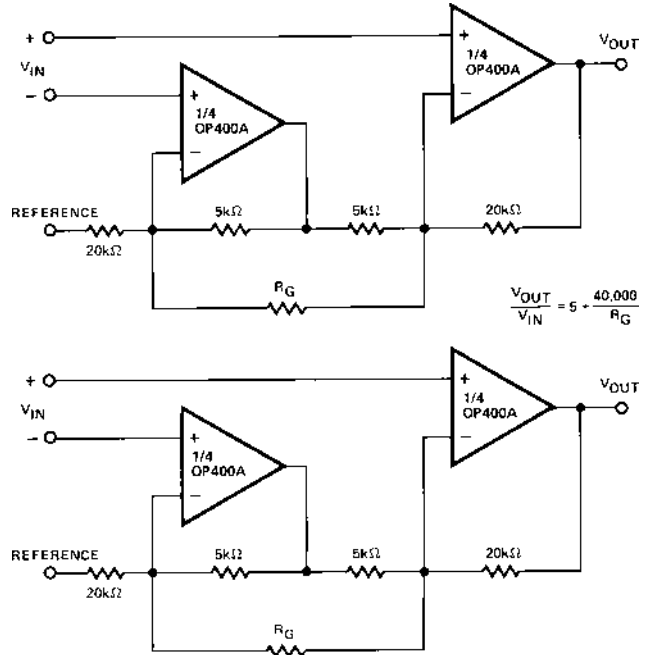 +
VIN
−
+
1/4
OP400A
−
+
1/4
OP400A
−
VOUT
REFERENCE
20kΩ
5kΩ
5kΩ
20kΩ
RG
VOUT/VIN = 5 + 40,000/RG
+
VIN
−
+
1/4
OP400A
−
+
1/4
OP400A
−
VOUT
REFERENCE
20kΩ
5kΩ
5kΩ
20kΩ
RG